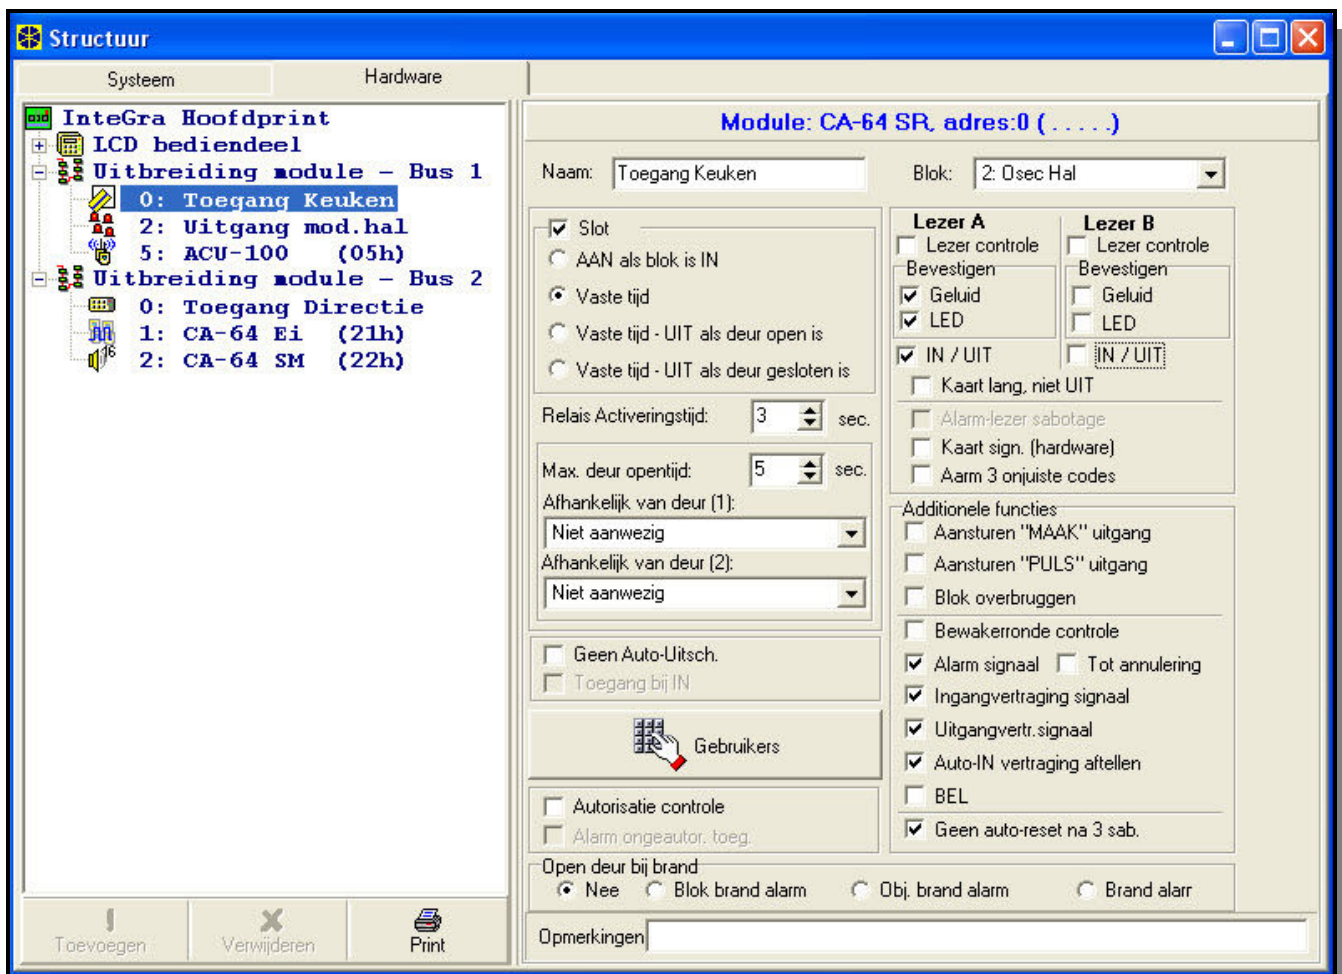 Structuur
Systeem
Hardware
InteGra Hoofdprint
LCD bediendeel
Uitbreiding module - Bus 1
0: Toegang Keuken
2: Uitgang mod.hal
5: ACU-100 (05h)
Uitbreiding module - Bus 2
0: Toegang Directie
1: CA-64 Ei (21h)
16
2: CA-64 SM (22h)
Toevoegen
Verwijderen
Print
Module: CA-64 SR, adres:0 ( . . . . .)
Naam: Toegang Keuken
Blok: 2: Osec Hal
Slot
AAN als blok is IN
Vaste tijd
Vaste tijd - UIT als deur open is
Vaste tijd - UIT als deur gesloten is
Relais Activeringstijd: 3 sec.
Max. deur opentijd: 5 sec.
Afhankelijk van deur (1):
Niet aanwezig
Afhankelijk van deur (2):
Niet aanwezig
Geen Auto-Uitsch.
Toegang bij IN
Gebruikers
Autorisatie controle
Alarm ongeautor. toeg.
Lezer A
Lezer controle
Bevestigen
Geluid
LED
IN / UIT
Lezer B
Lezer controle
Bevestigen
Geluid
LED
IN / UIT
Kaart lang, niet UIT
Alarm-lezer sabotage
Kaart sign. (hardware)
Aarm 3 onjuiste codes
Additionele functies
Aansturen "MAAK" uitgang
Aansturen "PULS" uitgang
Blok overbruggen
Bewakerronde controle
Alarm signaal
Tot annulering
Ingangvertraging signaal
Uitgangvertr.signaal
Auto-IN vertraging aftellen
BEL
Geen auto-reset na 3 sab.
Open deur bij brand
Nee
Blok brand alarm
Obj. brand alarm
Brand alarr
Opmerkingen